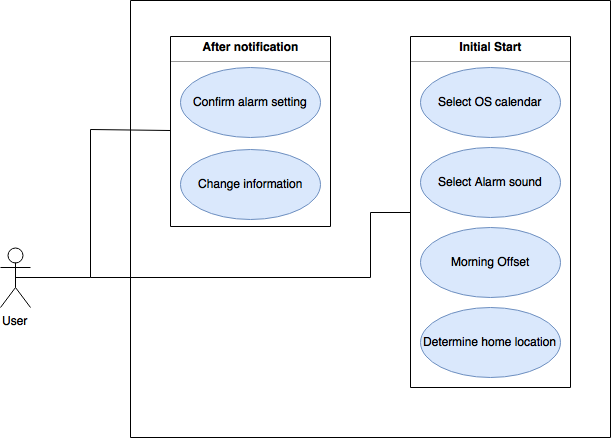 After notification
Confirm alarm setting
Change information
Initial Start
Select OS calendar
Select Alarm sound
Morning Offset
Determine home location
User